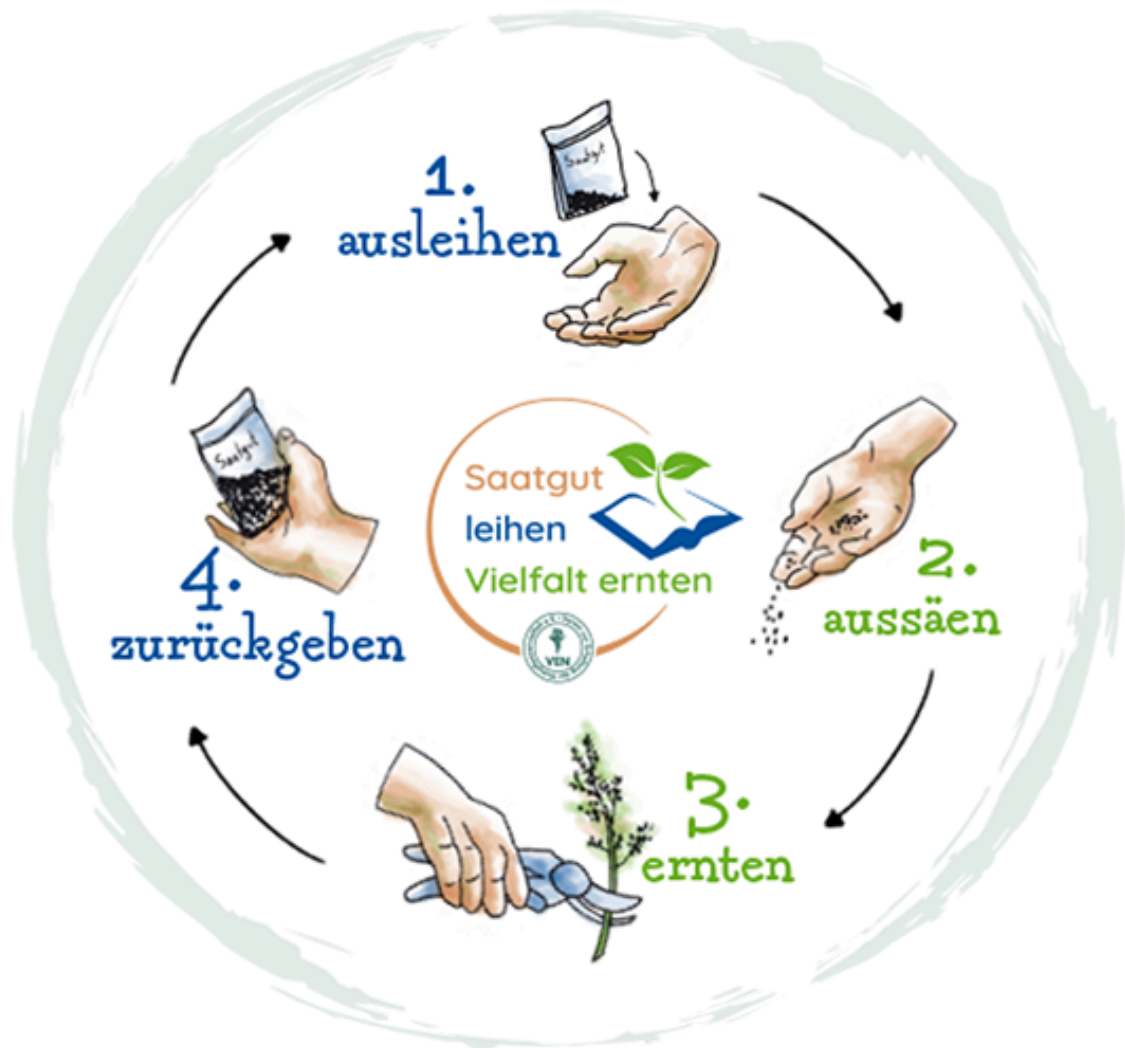 1.
ausleihen
Saatgut
2.
aussäen
3.
ernten
4.
zurückgeben
Saatgut
Saatgut
leihen
Vielfalt ernten
VEN